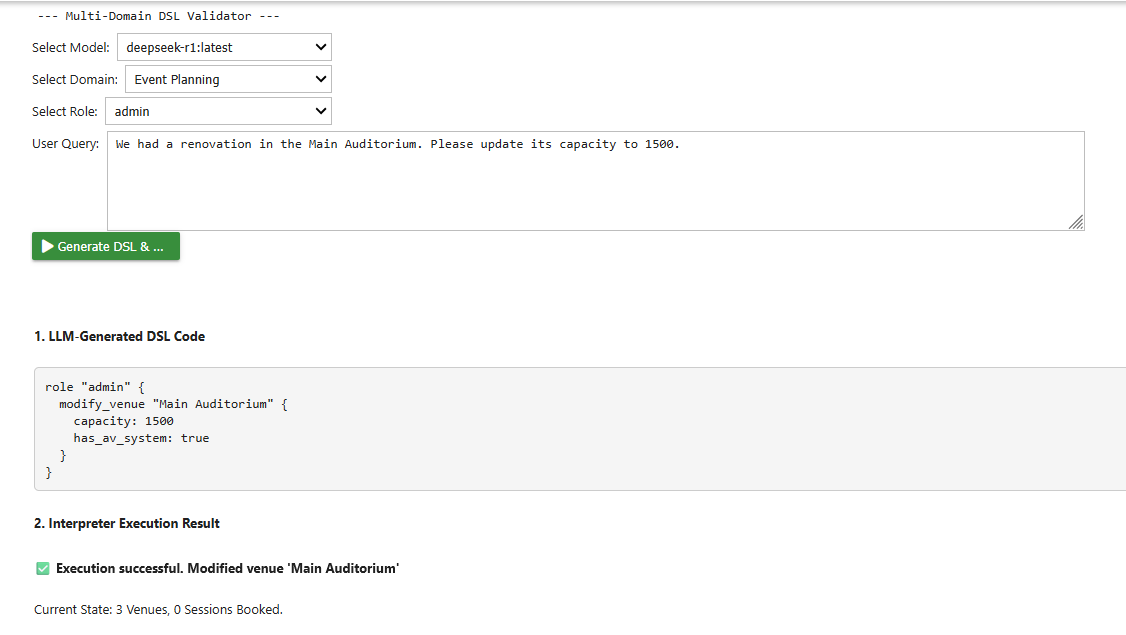 --- Multi-Domain DSL Validator ---
Select Model: deepseek-r1:latest
Select Domain: Event Planning
Select Role: admin
User Query: We had a renovation in the Main Auditorium. Please update its capacity to 1500.
Generate DSL & ...
1. LLM-Generated DSL Code
role "admin" {
  modify_venue "Main Auditorium" {
    capacity: 1500
    has_av_system: true
  }
}
2. Interpreter Execution Result
✅ Execution successful. Modified venue 'Main Auditorium'
Current State: 3 Venues, 0 Sessions Booked.